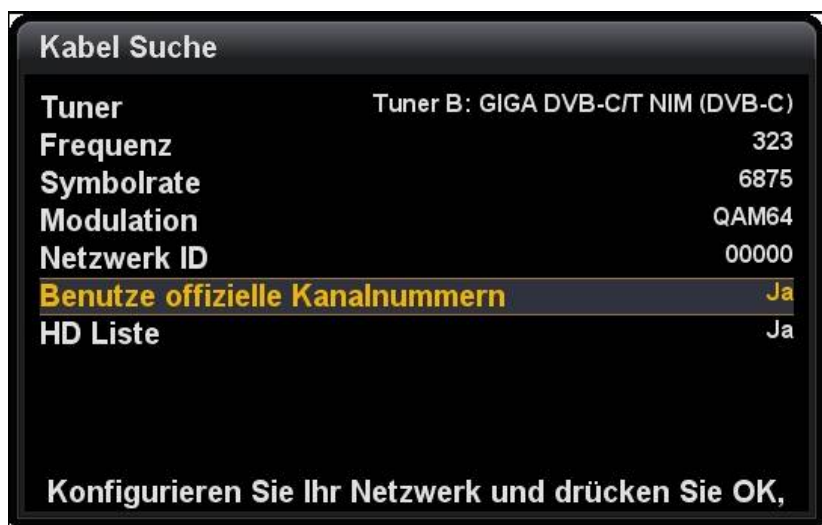 Kabel Suche
Tuner Tuner B: GIGA DVB-C/T NIM (DVB-C)
Frequenz 323
Symbolrate 6875
Modulation QAM64
Netzwerk ID 00000
Benutze offizielle Kanalnummern Ja
HD Liste Ja
Konfigurieren Sie Ihr Netzwerk und drücken Sie OK,